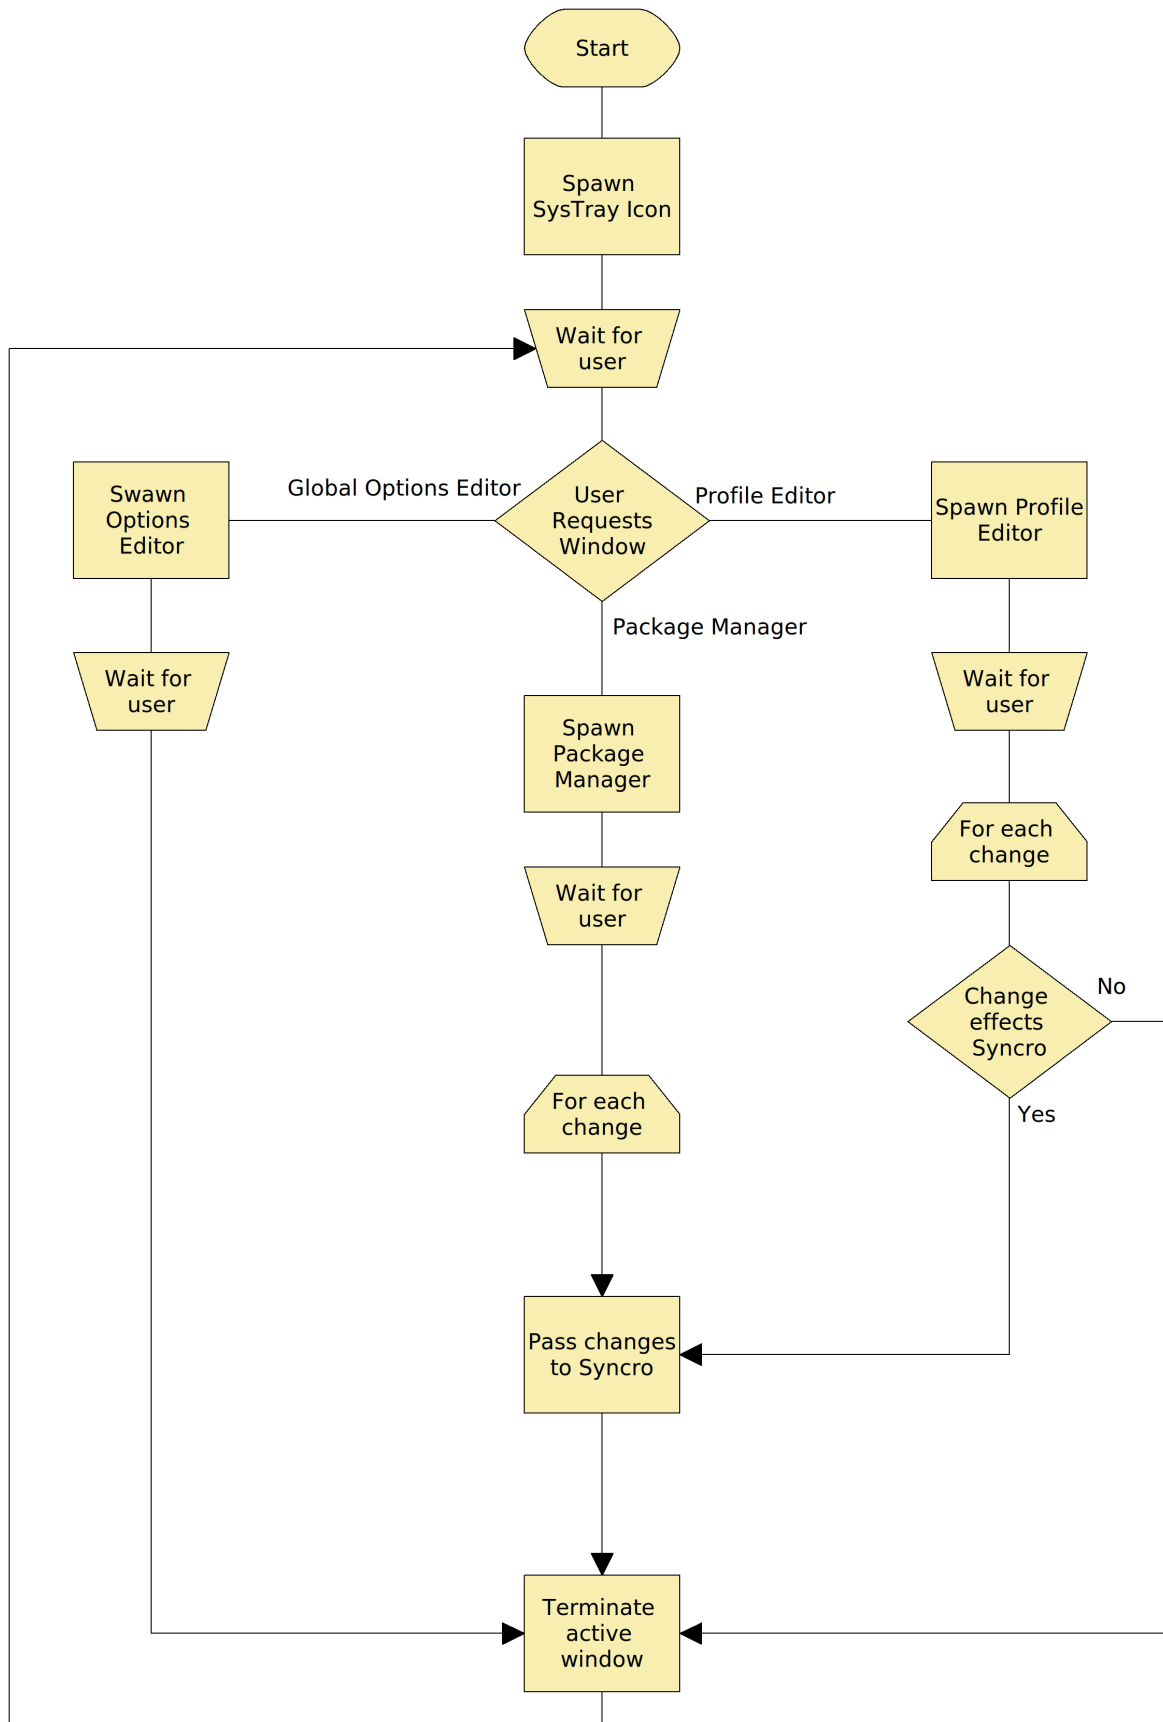 Start
Spawn
SysTray Icon
Wait for
user
Global Options Editor
User
Requests
Window
Profile Editor
Swawn
Options
Editor
Spawn Profile
Editor
Package Manager
Wait for
user
Spawn
Package
Manager
Wait for
user
For each
change
Wait for
user
Change
effects
Syncro
No
Yes
For each
change
Pass changes
to Syncro
Terminate
active
window